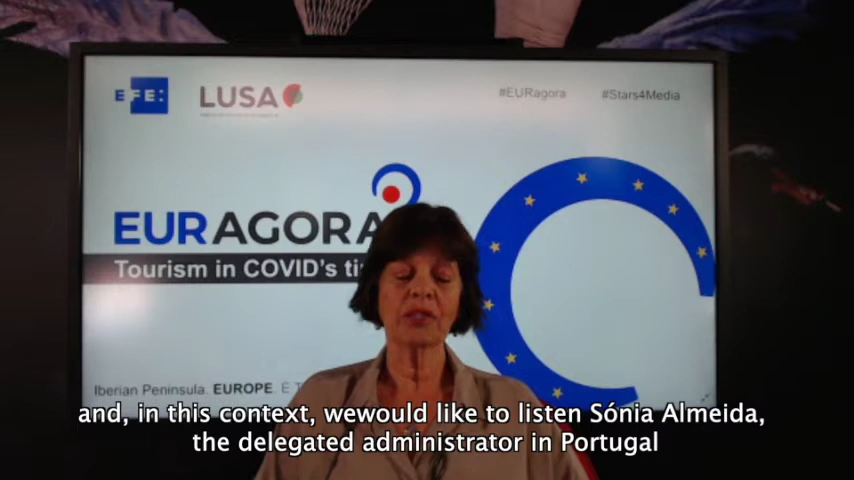 EFE:
LUSA
#EURagora
#Stars4Media
EURAGORA
Tourism in COVID's
Iberian Peninsula. EUROPE. É
and, in this context, wewould like to listen Sónia Almeida,
the delegated administrator in Portugal